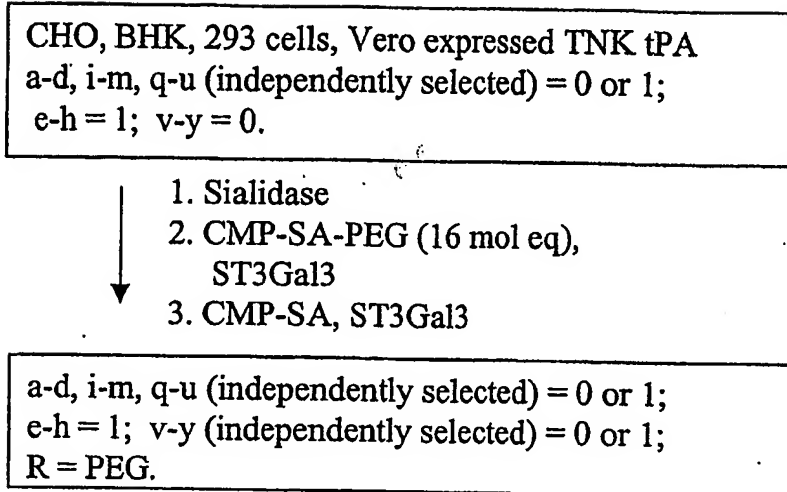 CHO, BHK, 293 cells, Vero expressed TNK tPA
a-d, i-m, q-u (independently selected) = 0 or 1;
e-h = 1; v-y = 0.
1. Sialidase
2. CMP-SA-PEG (16 mol eq),
ST3Gal3
3. CMP-SA, ST3Gal3
a-d, i-m, q-u (independently selected) = 0 or 1;
e-h = 1; v-y (independently selected) = 0 or 1;
R = PEG.